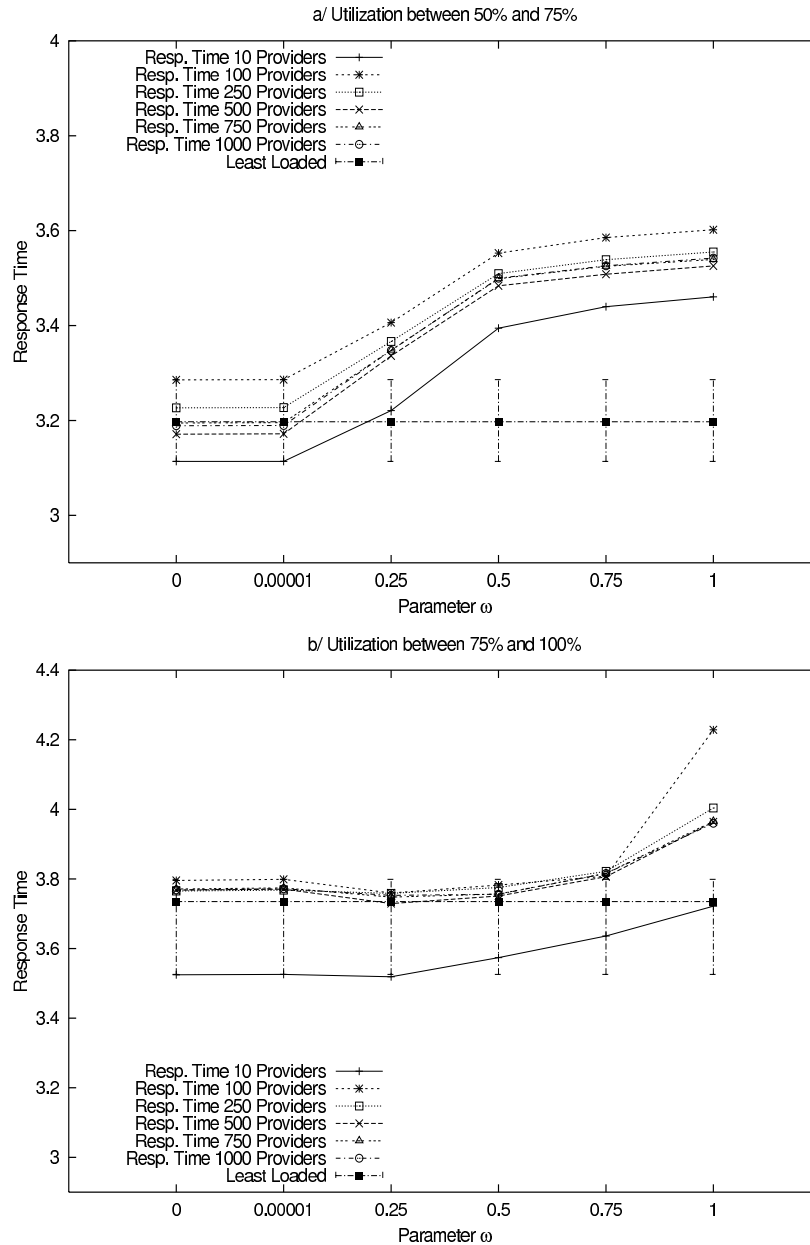 a/ Utilization between 50% and 75%
4
3.8
3.6
3.4
3.2
3
Response Time
Resp. Time 10 Providers
Resp. Time 100 Providers
Resp. Time 250 Providers
Resp. Time 500 Providers
Resp. Time 750 Providers
Resp. Time 1000 Providers
Least Loaded
0 0.00001 0.25 0.5 0.75 1
Parameter ω
b/ Utilization between 75% and 100%
4.4
4.2
4
3.8
3.6
3.4
3.2
3
Response Time
Resp. Time 10 Providers
Resp. Time 100 Providers
Resp. Time 250 Providers
Resp. Time 500 Providers
Resp. Time 750 Providers
Resp. Time 1000 Providers
Least Loaded
0 0.00001 0.25 0.5 0.75 1
Parameter ω